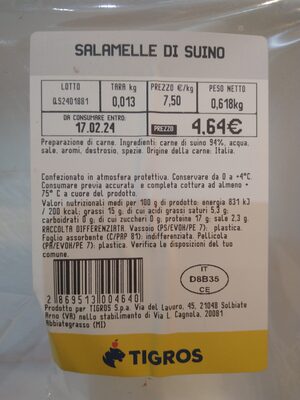 SALAMELLE DI SUINO
LOTTO TARA kg PREZZO €/kg PESO NETTO
QS2401881 0,013 7,50 0,618kg
DA CONSUMARE ENTRO:
17.02.24 PREZZO 4.64€
Preparazione di carne. Ingredienti: carne di suino 94%, acqua,
sale, aromi, destrosio, spezie. Origine della carne: Italia.
Confezionato in atmosfera protettiva. Conservare da 0 a +4°C.
Consumare previa accurata e completa cottura ad almeno +
75° C a cuore del prodotto.
Valori nutrizionali medi per 100 g di prodotto, energia 831 kJ
/ 200 kcal; grassi 15 g, di cui acidi grassi saturi 5,3 g;
carboidrati 0 g, di cui zuccheri 0 g; proteine 17 g; sale 2,3 g.
RACCOLTA DIFFERENZIATA. Vassoio (PS/EVOH/PE 7): plastica.
Foglio assorbente (C/PAP 81): indifferenziata. Pellicola
(PA/EVOH/PE 7): plastica. Verifica le disposizioni del tuo
comune.
IT
D8B35
CE
2 869513 004640
Prodotto per TIGROS S.p.a. Via del Lavoro, 45, 21048 Solbiate
Arno (VA) nello stabilimento di Via L. Cagnola, 20081
Abbiategrasso (MI)
TIGROS